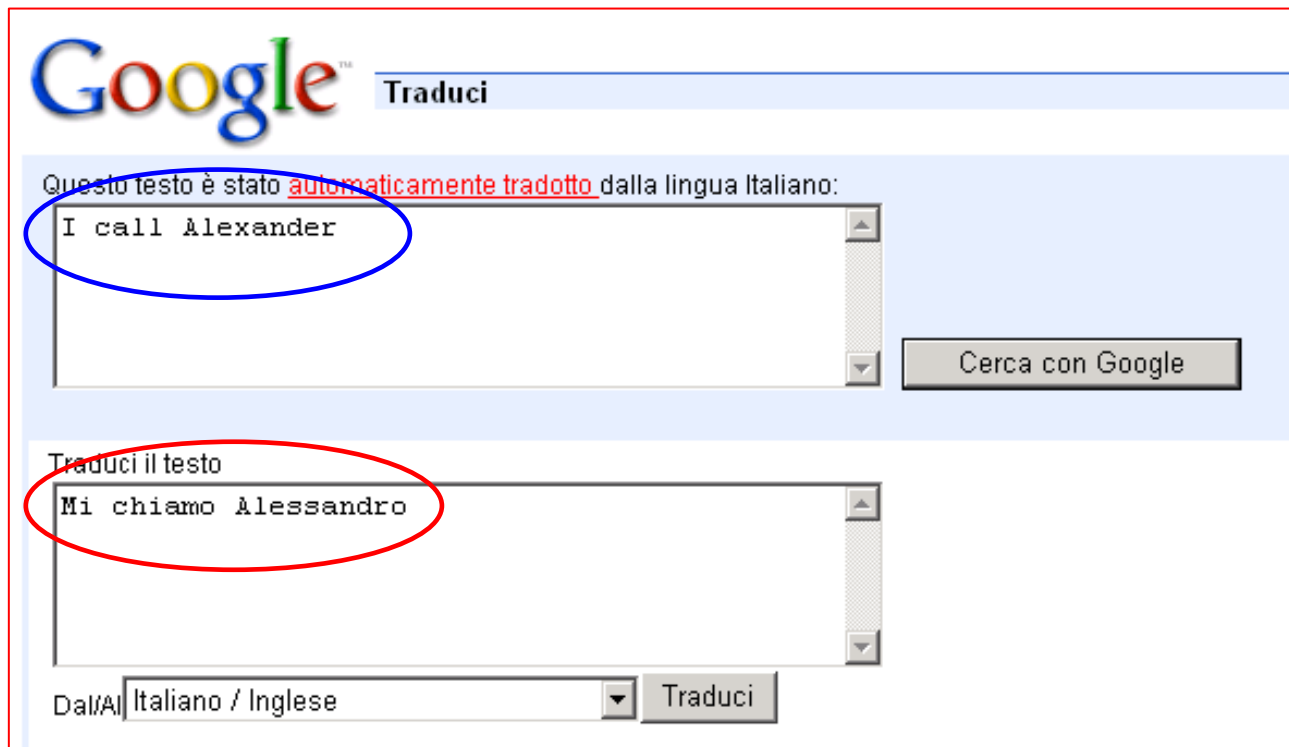 Google™
Traduci
Questo testo è stato automaticamente tradotto dalla lingua Italiano:
I call Alexander
Cerca con Google
Traduci il testo
Mi chiamo Alessandro
Dal/Al Italiano / Inglese Traduci